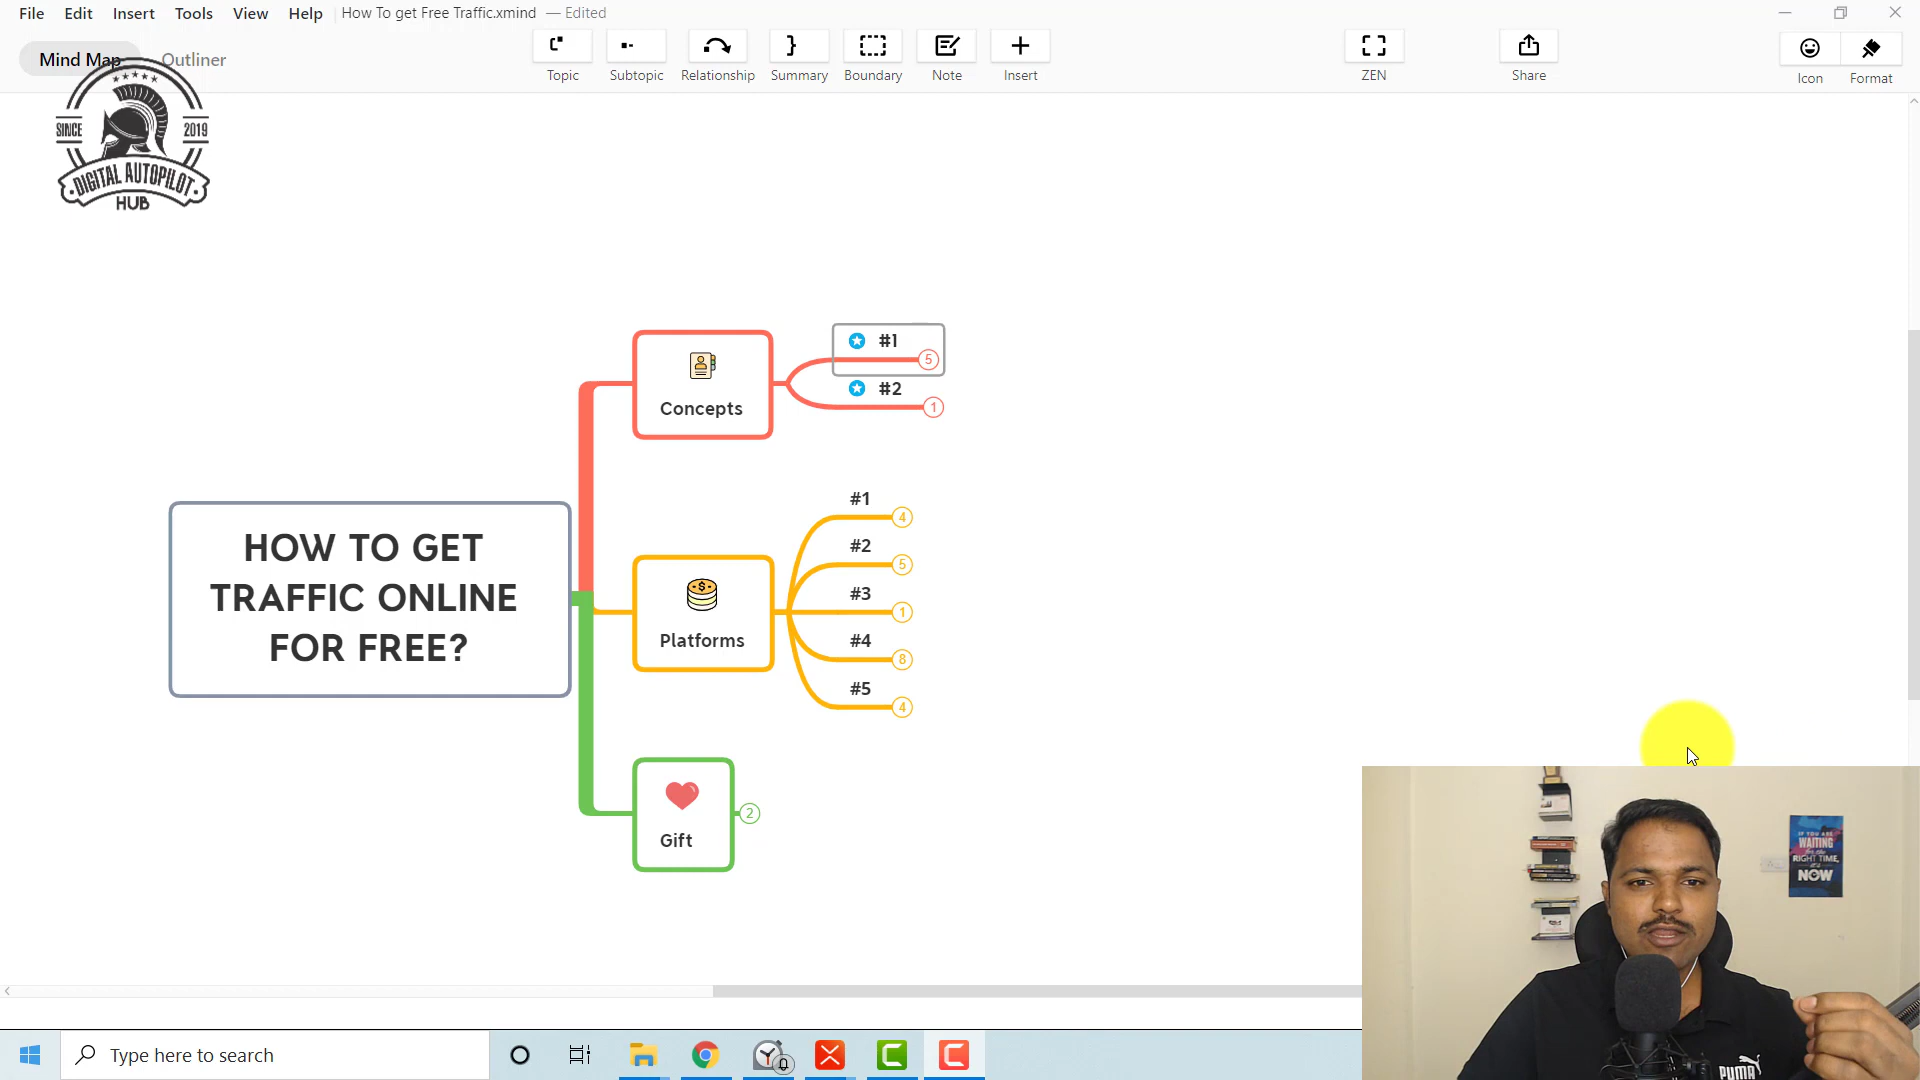 File Edit Insert Tools View Help How To get Free Traffic.xmind — Edited
Mind Map Outliner
Topic Subtopic Relationship Summary Boundary Note Insert ZEN Share Icon Format
SINCE 2019
DIGITAL AUTOPILOT
HUB
Concepts
#1
5
#2
1
HOW TO GET
TRAFFIC ONLINE
FOR FREE?
Platforms
#1
4
#2
5
#3
1
#4
8
#5
4
Gift
2
IF YOU ARE
WAITING
for the
RIGHT TIME,
NOW
PUMA
Type here to search